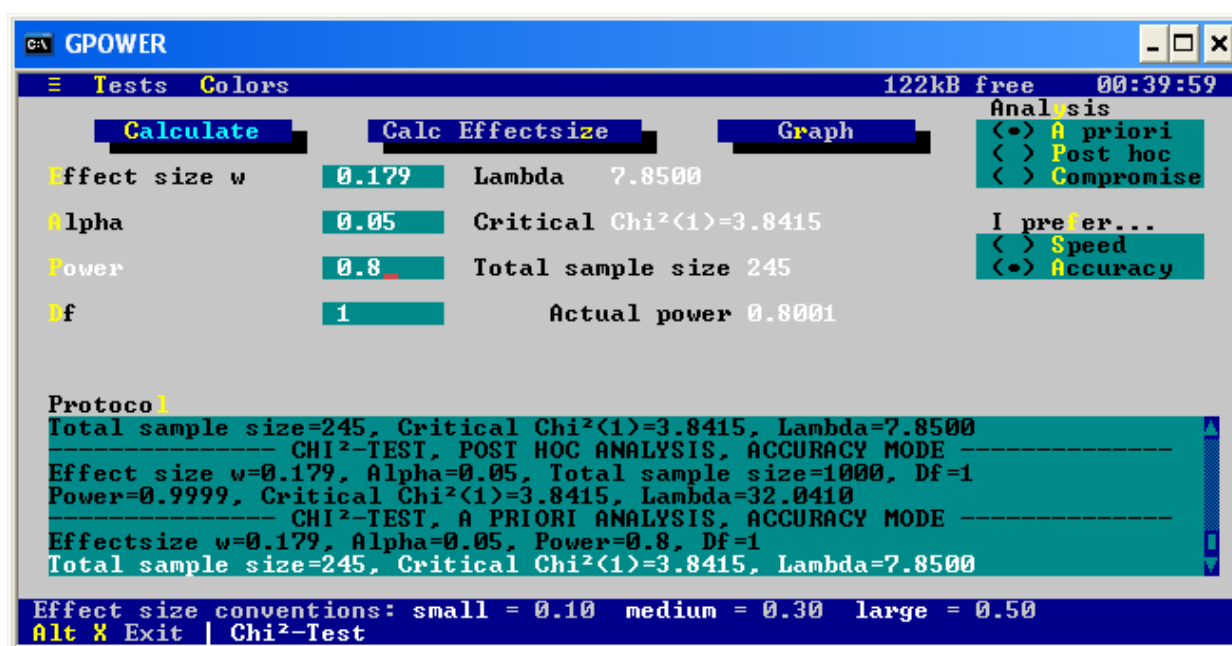 GPOWER
≡ Tests Colors 122kB free 00:39:59
Analysis
Calculate Calc Effectsize Graph (•) A priori
( ) Post hoc
Effect size w 0.179 Lambda 7.8500 ( ) Compromise
Alpha 0.05 Critical Chi²(1)=3.8415 I prefer...
( ) Speed
Power 0.8_ Total sample size 245 (•) Accuracy
Df 1 Actual power 0.8001
Protocol
Total sample size=245, Critical Chi²(1)=3.8415, Lambda=7.8500
--------------- CHI²-TEST, POST HOC ANALYSIS, ACCURACY MODE --------------
Effect size w=0.179, Alpha=0.05, Total sample size=1000, Df=1
Power=0.9999, Critical Chi²(1)=3.8415, Lambda=32.0410
--------------- CHI²-TEST, A PRIORI ANALYSIS, ACCURACY MODE --------------
Effectsize w=0.179, Alpha=0.05, Power=0.8, Df=1
Total sample size=245, Critical Chi²(1)=3.8415, Lambda=7.8500
Effect size conventions: small = 0.10 medium = 0.30 large = 0.50
Alt X Exit | Chi²-Test